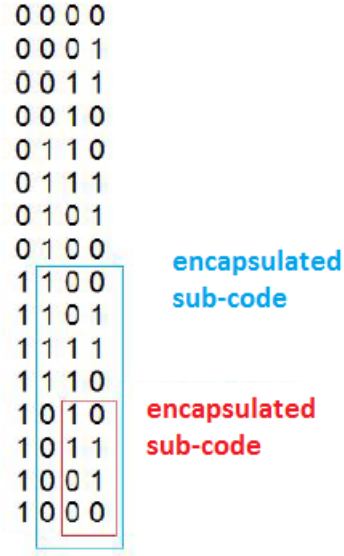 0 0 0 0
0 0 0 1
0 0 1 1
0 0 1 0
0 1 1 0
0 1 1 1
0 1 0 1
0 1 0 0
1 1 0 0
1 1 0 1
1 1 1 1
1 1 1 0
1 0 1 0
1 0 1 1
1 0 0 1
1 0 0 0
encapsulated
sub-code
encapsulated
sub-code